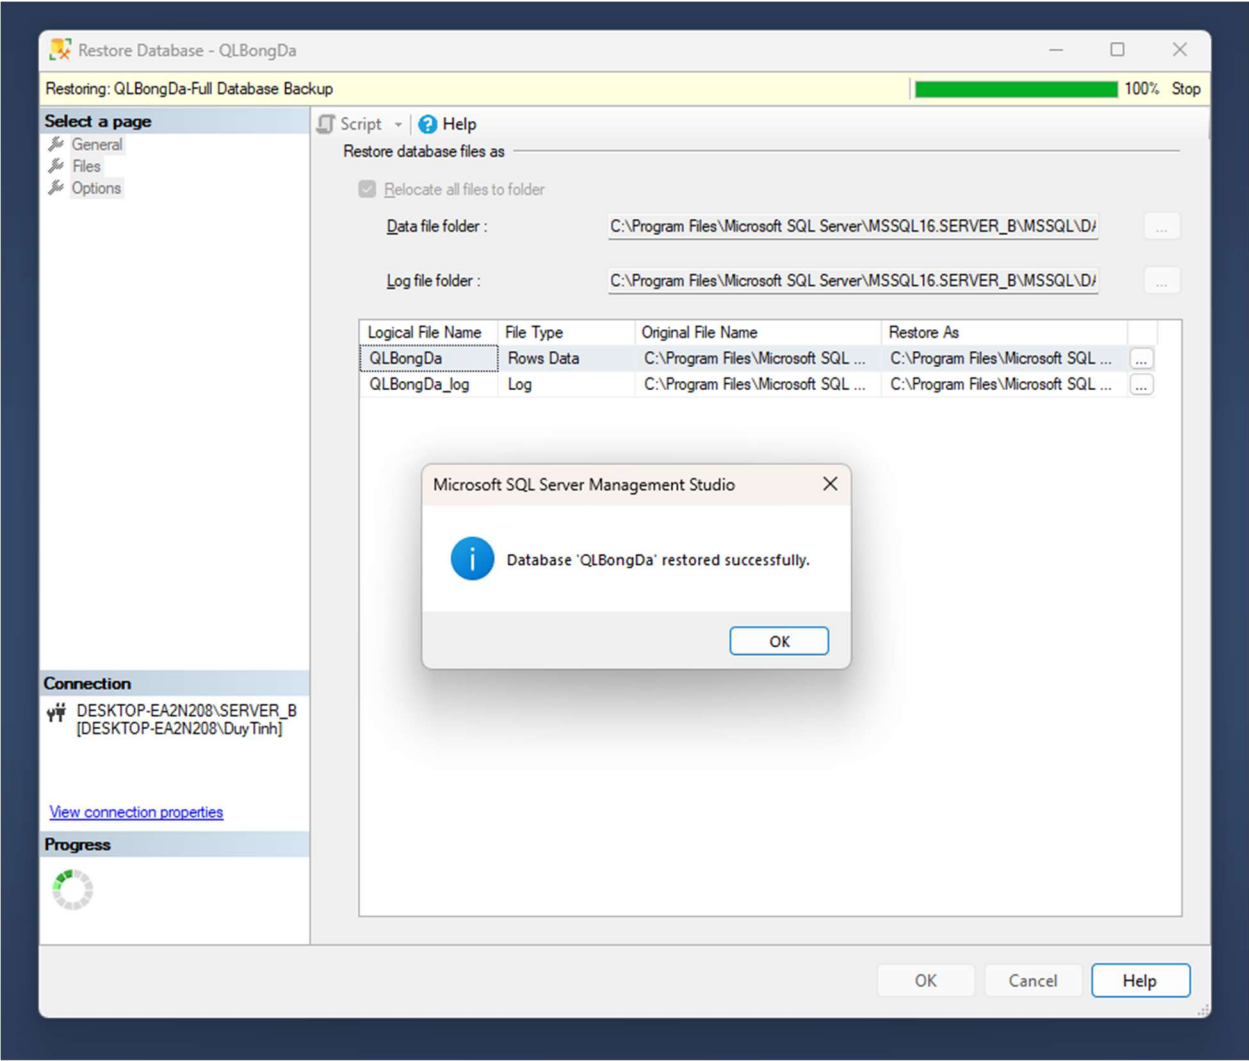 Restore Database - QLBongDa
Restoring: QLBongDa-Full Database Backup
100% Stop
Select a page
General
Files
Options
Script Help
Restore database files as
Relocate all files to folder
Data file folder : C:\Program Files\Microsoft SQL Server\MSSQL16.SERVER_B\MSSQL\D
...
Log file folder : C:\Program Files\Microsoft SQL Server\MSSQL16.SERVER_B\MSSQL\D
...
Logical File Name File Type Original File Name Restore As
QLBongDa Rows Data C:\Program Files\Microsoft SQL ... C:\Program Files\Microsoft SQL ... ...
QLBongDa_log Log C:\Program Files\Microsoft SQL ... C:\Program Files\Microsoft SQL ... ...
Microsoft SQL Server Management Studio
Database 'QLBongDa' restored successfully.
OK
Connection
DESKTOP-EA2N208\SERVER_B
[DESKTOP-EA2N208\DuyTinh]
View connection properties
Progress
OK Cancel Help